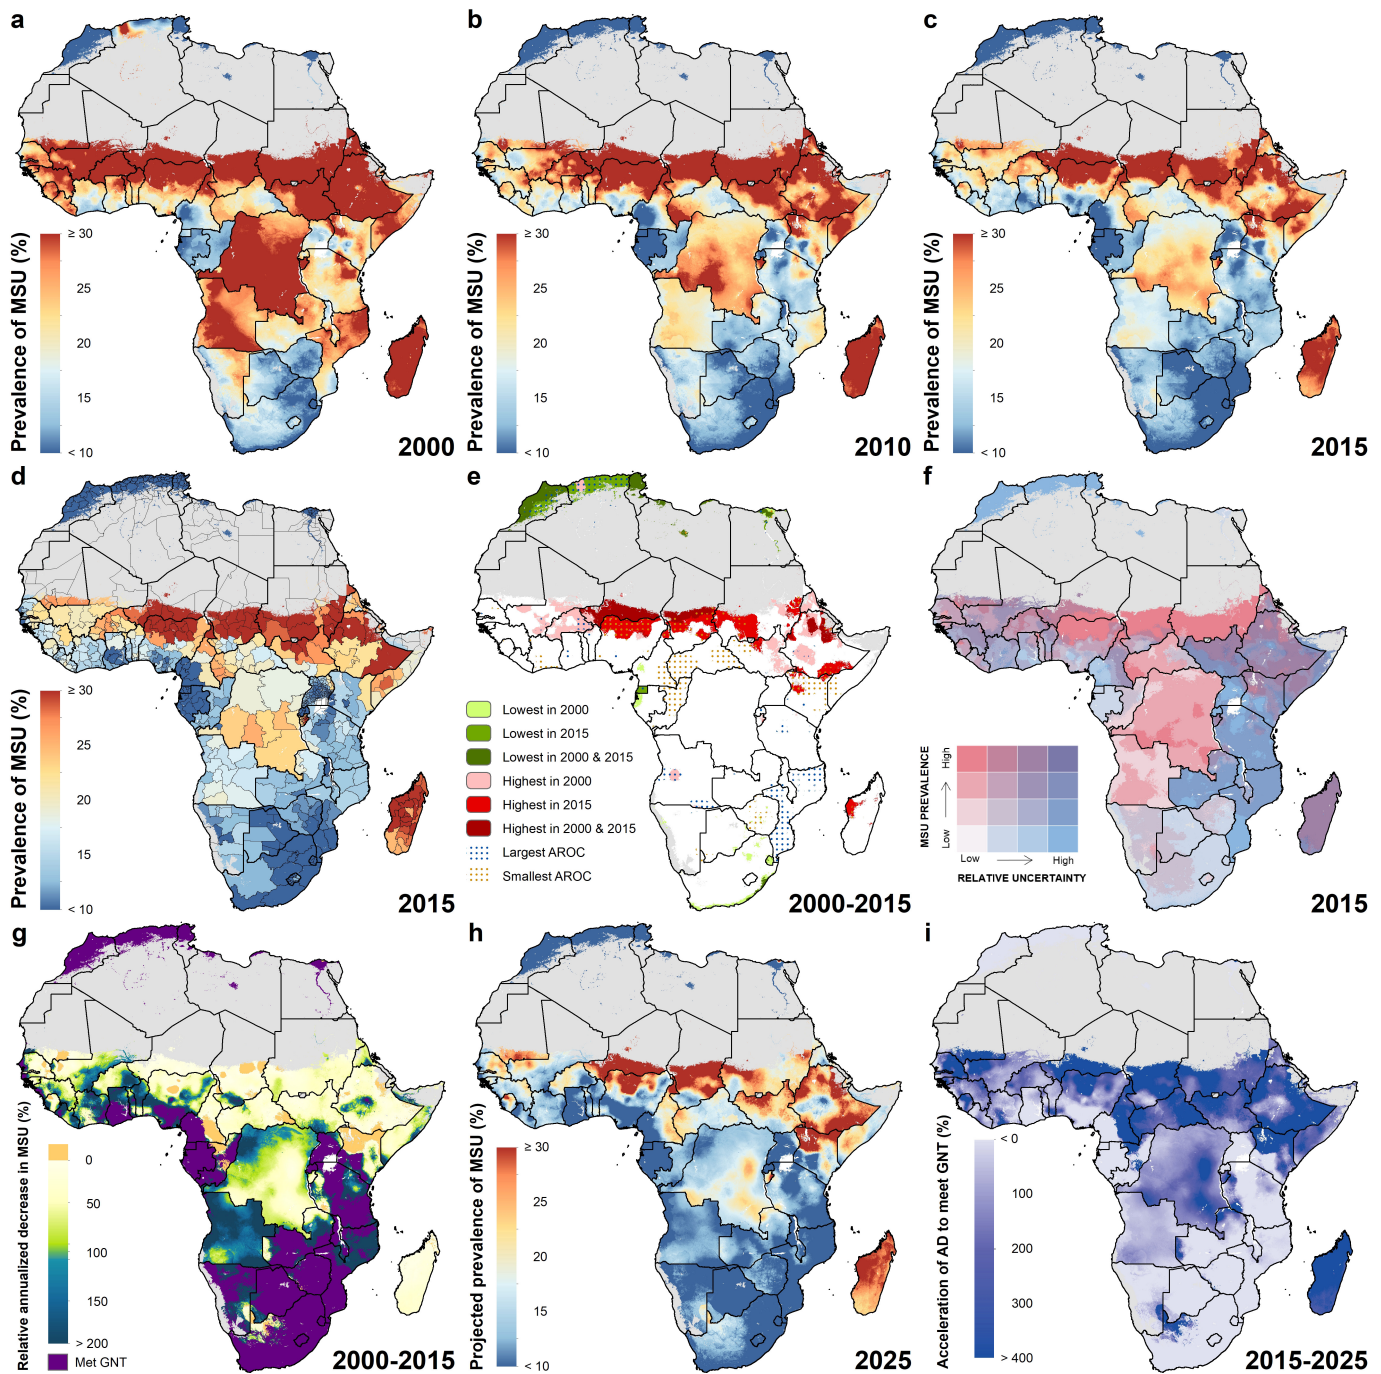 a
Prevalence of MSU (%)
≥ 30
25
20
15
< 10
2000
b
Prevalence of MSU (%)
≥ 30
25
20
15
< 10
2010
c
Prevalence of MSU (%)
≥ 30
25
20
15
< 10
2015
d
Prevalence of MSU (%)
≥ 30
25
20
15
< 10
2015
e
Lowest in 2000
Lowest in 2015
Lowest in 2000 & 2015
Highest in 2000
Highest in 2015
Highest in 2000 & 2015
Largest AROC
Smallest AROC
2000-2015
f
MSU PREVALENCE
High
Low
Low
High
RELATIVE UNCERTAINTY
2015
g
Relative annualized decrease in MSU (%)
0
50
100
150
> 200
Met GNT
2000-2015
h
Projected prevalence of MSU (%)
≥ 30
25
20
15
< 10
2025
i
Acceleration of AD to meet GNT (%)
< 0
100
200
300
> 400
2015-2025